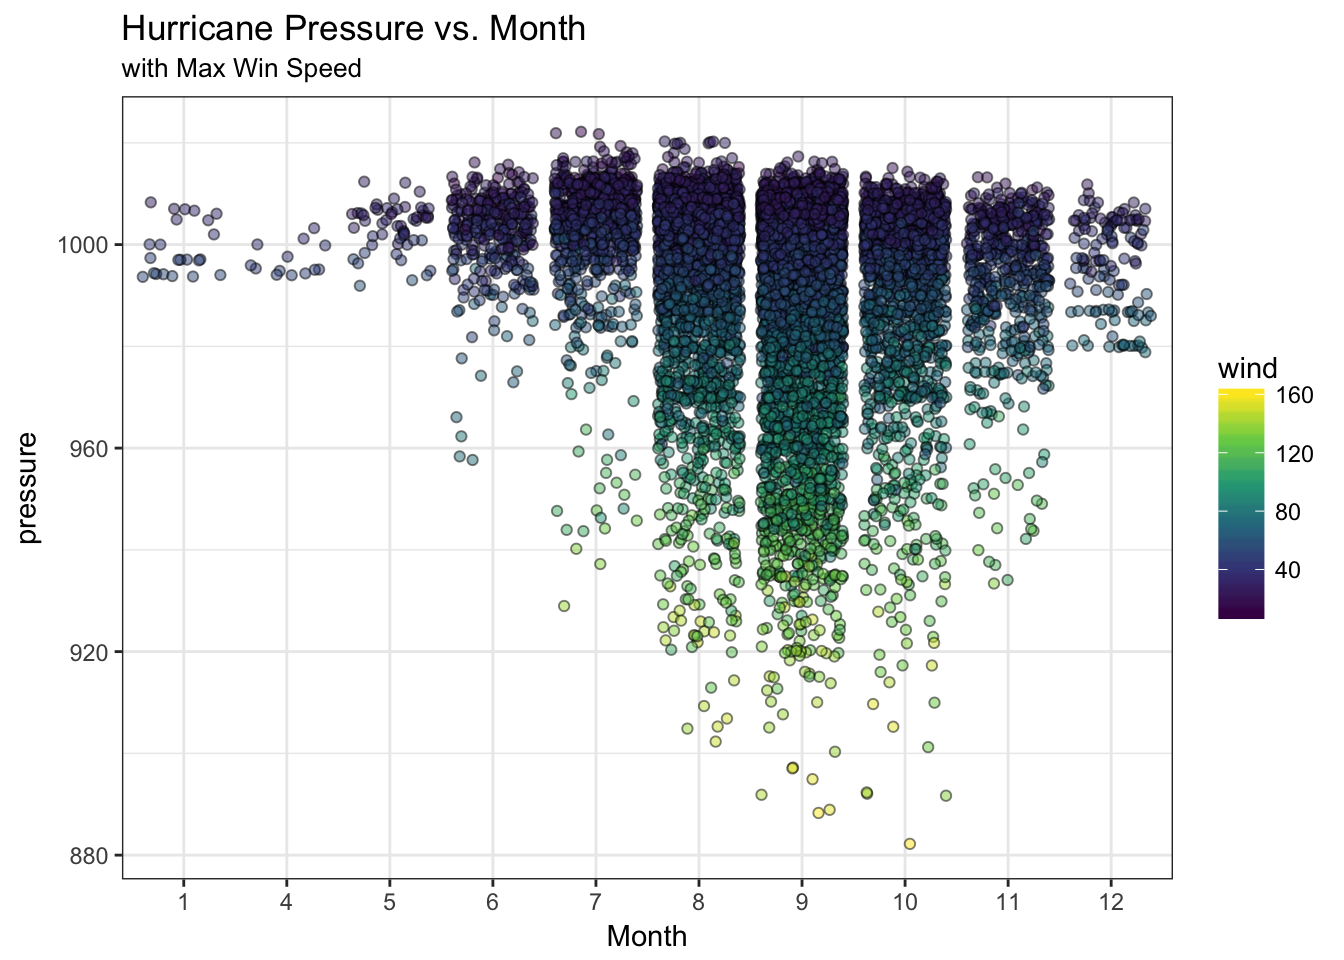 Hurricane Pressure vs. Month
with Max Win Speed
1000
960
920
880
pressure
1 4 5 6 7 8 9 10 11 12
Month
wind
160
120
80
40